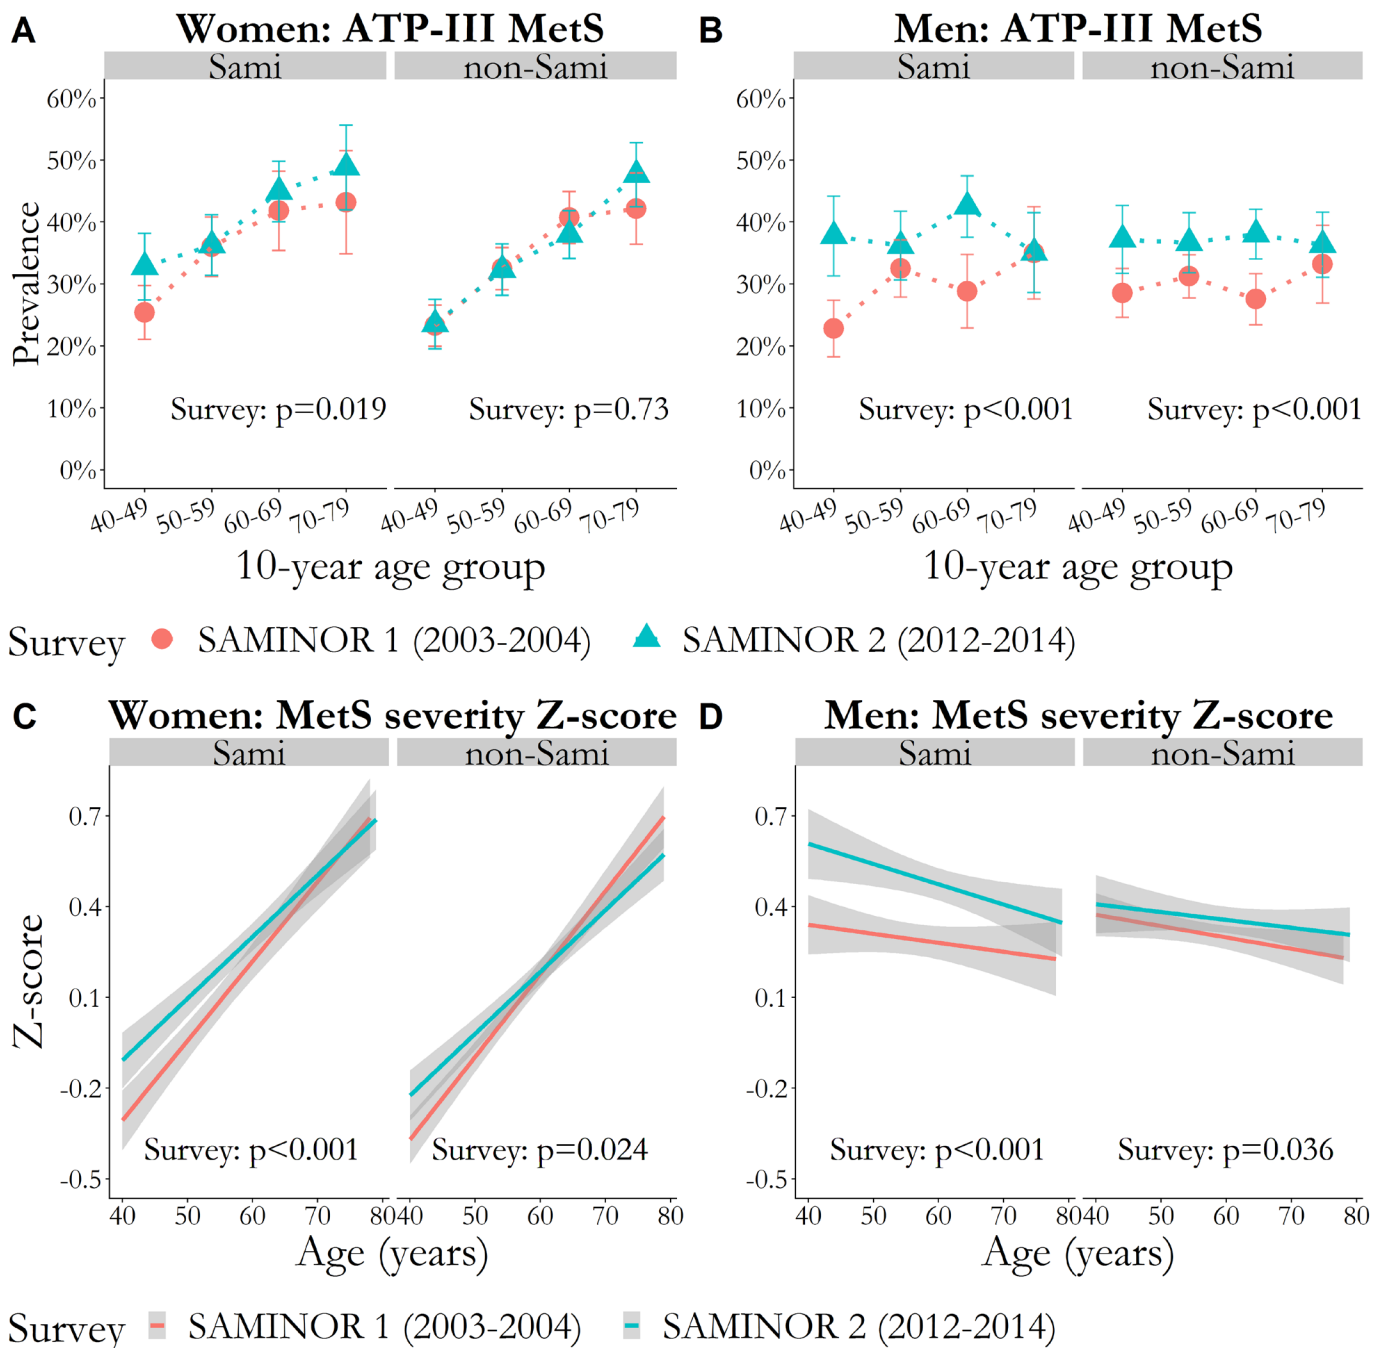 A Women: ATP-III MetS
Sami non-Sami
Prevalence
60%
50%
40%
30%
20%
10%
0%
Survey: p=0.019 Survey: p=0.73
40-49 50-59 60-69 70-79 40-49 50-59 60-69 70-79
10-year age group
B Men: ATP-III MetS
Sami non-Sami
60%
50%
40%
30%
20%
10%
0%
Survey: p<0.001 Survey: p<0.001
40-49 50-59 60-69 70-79 40-49 50-59 60-69 70-79
10-year age group
Survey SAMINOR 1 (2003-2004) SAMINOR 2 (2012-2014)
C Women: MetS severity Z-score
Sami non-Sami
Z-score
0.7
0.4
0.1
-0.2
-0.5
Survey: p<0.001 Survey: p=0.024
40 50 60 70 80 40 50 60 70 80
Age (years)
D Men: MetS severity Z-score
Sami non-Sami
0.7
0.4
0.1
-0.2
-0.5
Survey: p<0.001 Survey: p=0.036
40 50 60 70 80 40 50 60 70 80
Age (years)
Survey SAMINOR 1 (2003-2004) SAMINOR 2 (2012-2014)